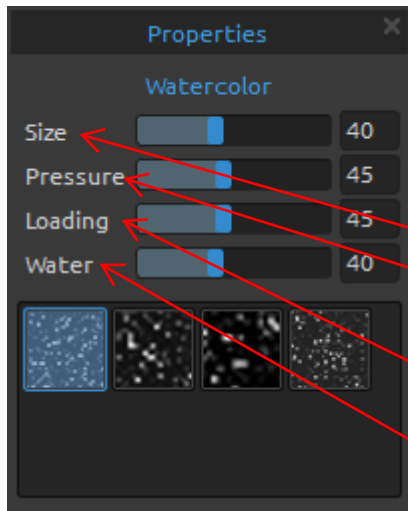 Properties
Watercolor
Size 40
Pressure 45
Loading 45
Water 40